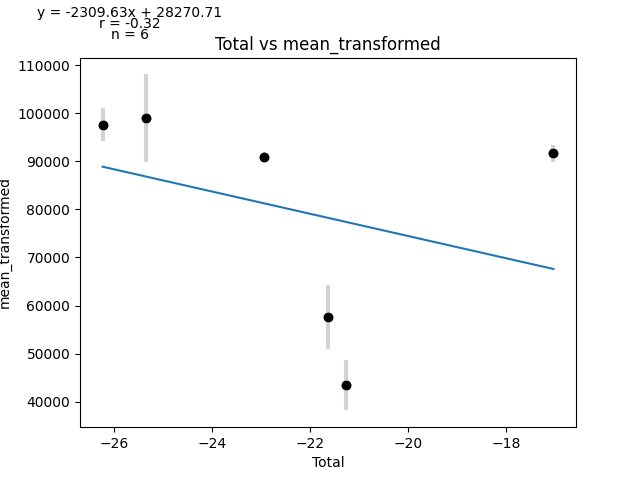 y = -2309.63x + 28270.71
r = -0.32
n = 6
Total vs mean_transformed
110000
100000
90000
80000
70000
60000
50000
40000
mean_transformed
−26
−24
−22
−20
−18
Total